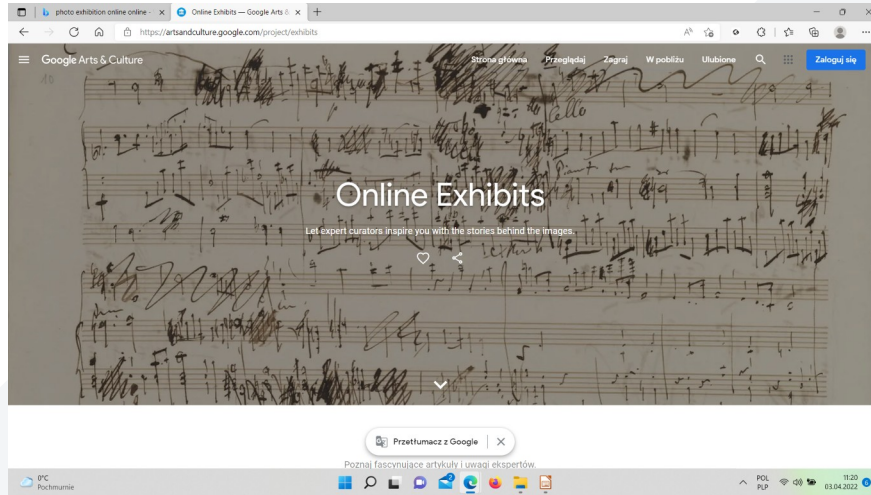 photo exhibition online online -
Online Exhibits — Google Arts &
https://artsandculture.google.com/project/exhibits
Google Arts & Culture
Strona główna Przeglądaj Zagraj W pobliżu Ulubione
Zaloguj się
Cello
Online Exhibits
Let expert curators inspire you with the stories behind the images.
Przetłumacz z Google
Poznaj fascynujące artykuły i uwagi ekspertów.
0°C
Pochmurnie
POL
PLP
11:20
03.04.2022
6